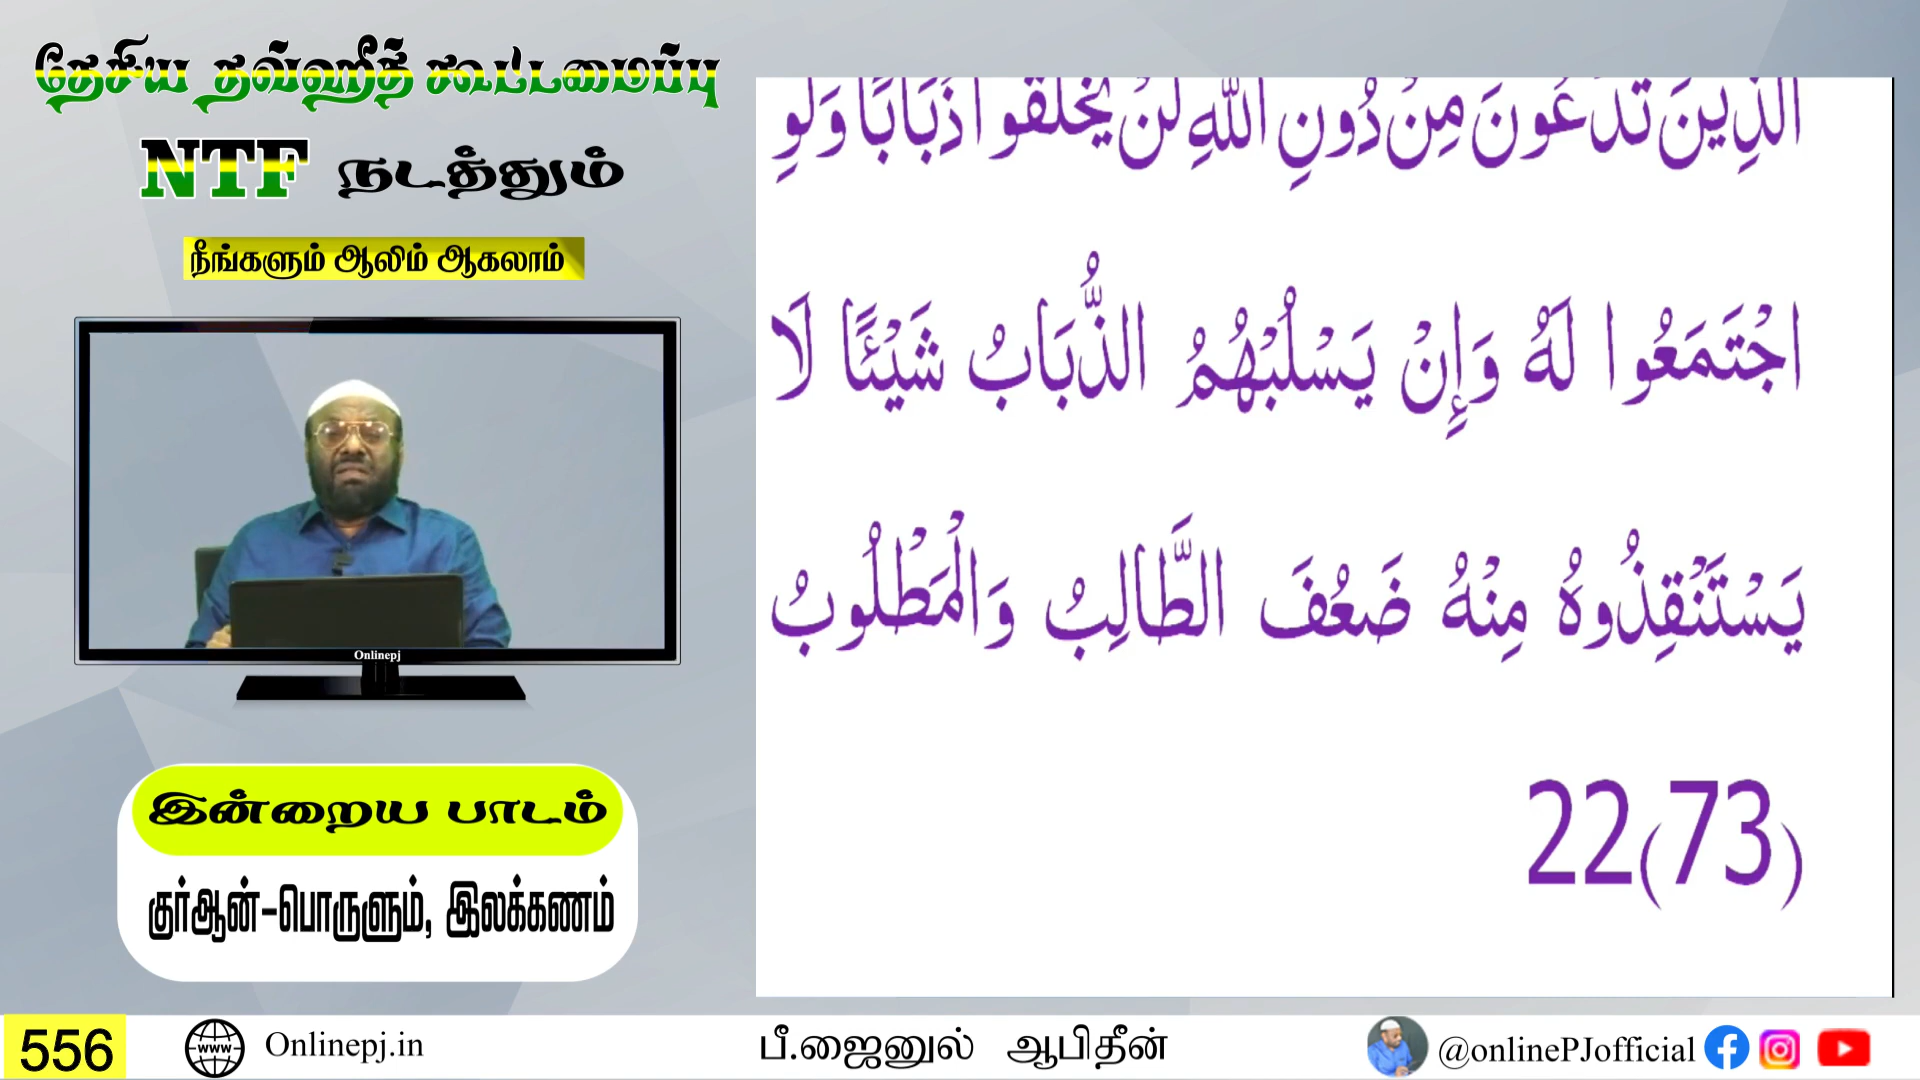 தேசிய தவ்ஹீத் கூட்டமைப்பு
NTF நடத்தும்
நீங்களும் ஆலிம் ஆகலாம்
Onlinepj
இன்றைய பாடம்
குர்ஆன்-பொருளும், இலக்கணம்
الَّذِينَ تَدْعُونَ مِنْ دُونِ اللَّهِ لَنْ يَخْلُقُوا ذُبَابًا وَلَوِ
اجْتَمَعُوا لَهُ وَإِنْ يَسْلُبْهُمُ الذُّبَابُ شَيْئًا لَا
يَسْتَنْقِذُوهُ مِنْهُ ضَعُفَ الطَّالِبُ وَالْمَطْلُوبُ
22(73)
556
www
Onlinepj.in
பீ.ஜைனுல் ஆபிதீன்
@onlinePJofficial